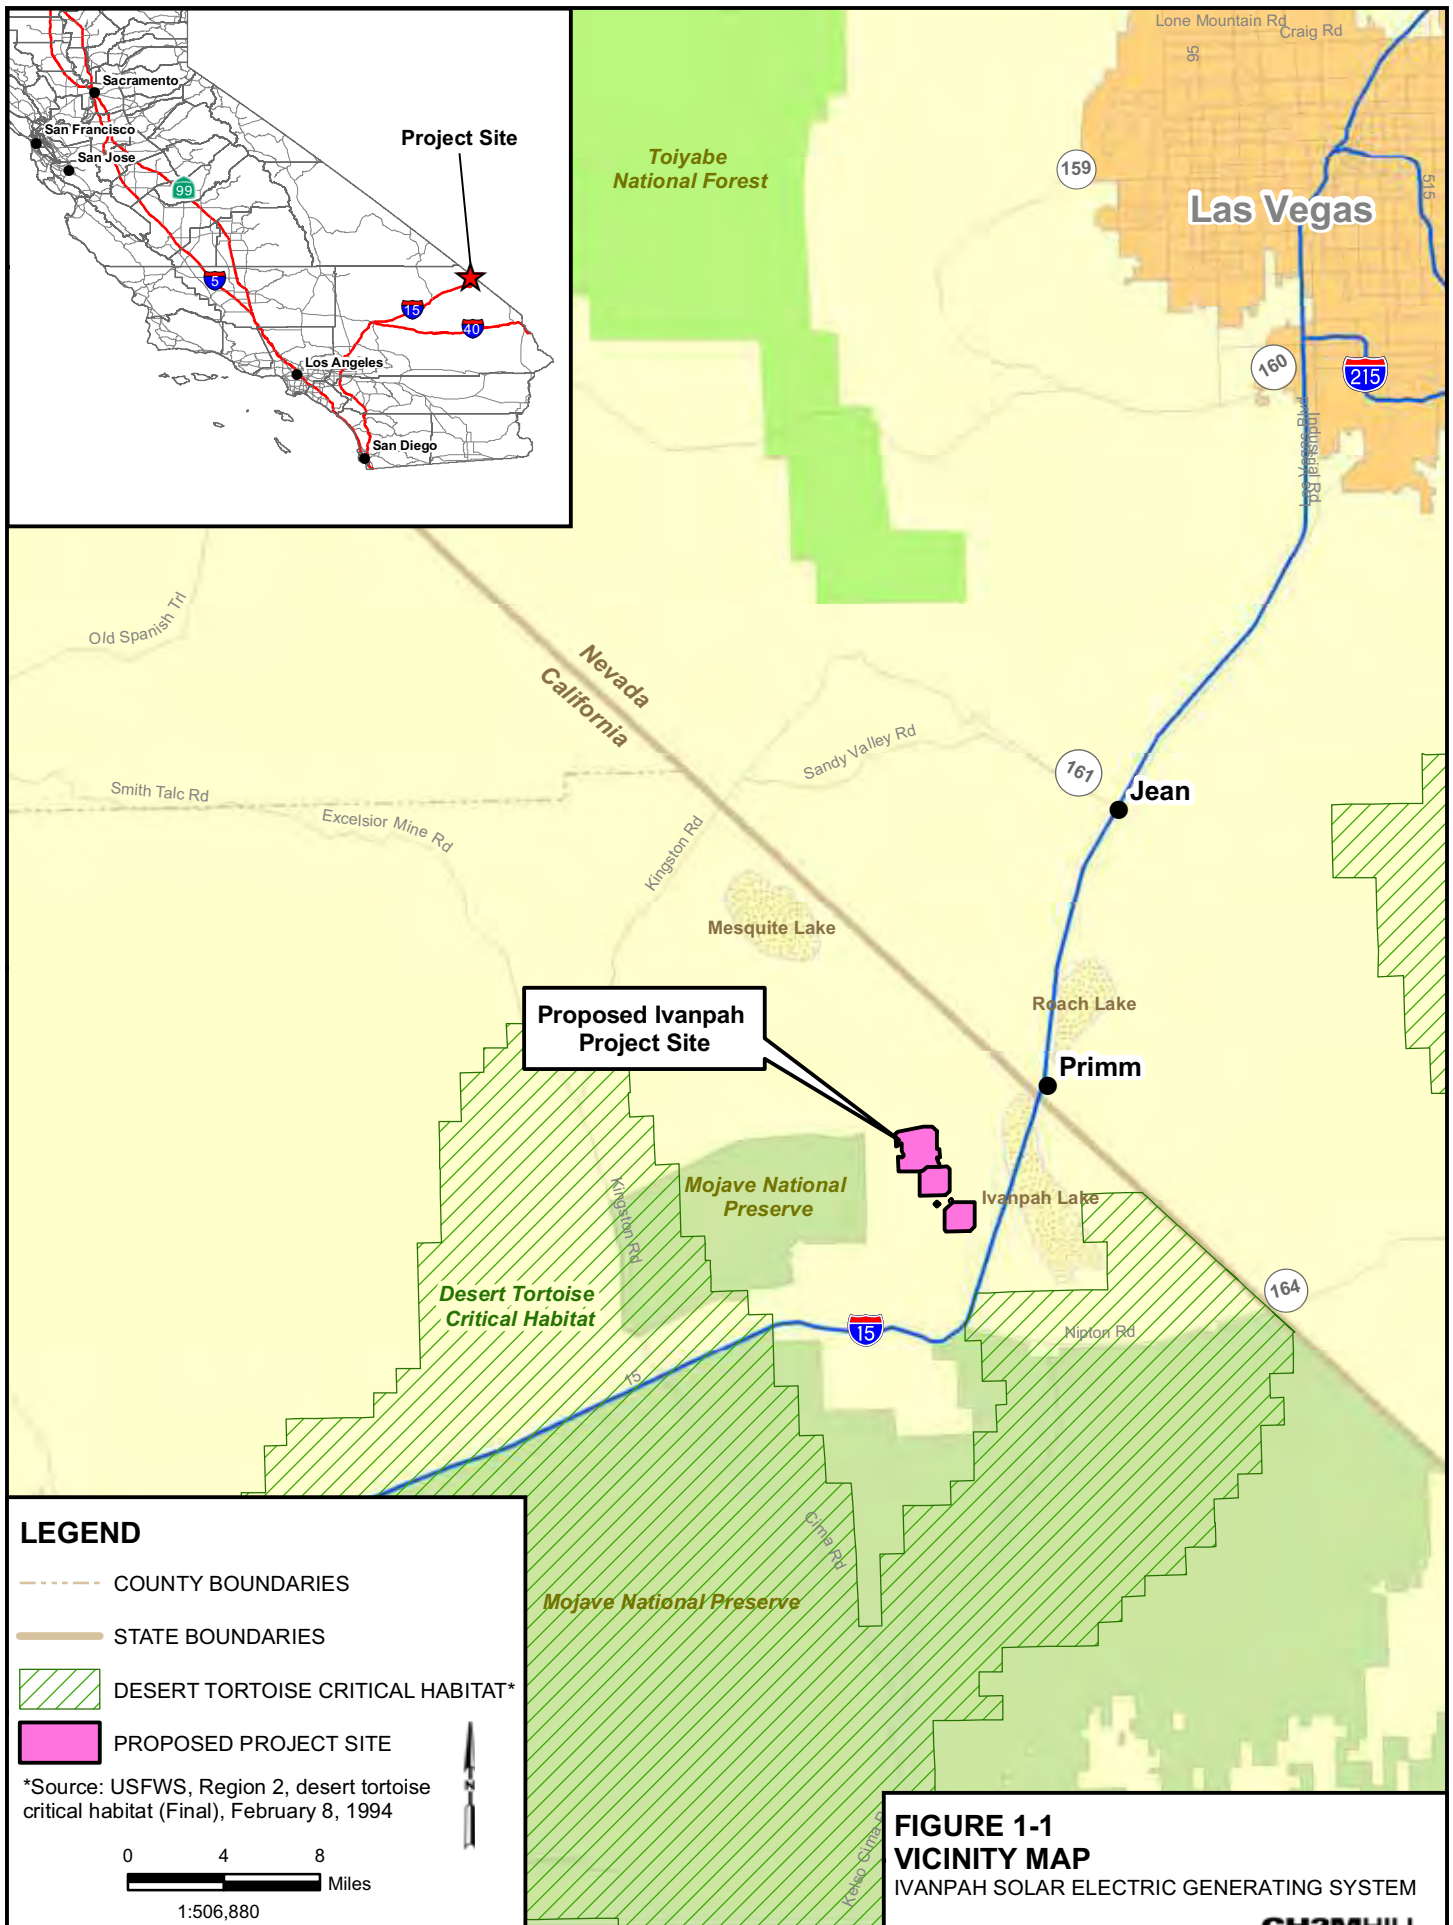 Sacramento
San Francisco
San Jose
99
5
15
40
Los Angeles
San Diego
Project Site
Toiyabe
National Forest
Lone Mountain Rd
Craig Rd
95
159
Las Vegas
515
160
215
Industrial Rd
Old Spanish Trl
Nevada
California
Sandy Valley Rd
161
Jean
Smith Talc Rd
Excelsior Mine Rd
Kingston Rd
Mesquite Lake
Roach Lake
Proposed Ivanpah
Project Site
Primm
Mojave National
Preserve
Ivanpah Lake
Kingston Rd
Desert Tortoise
Critical Habitat
164
15
Nipton Rd
15
Cima Rd
Mojave National Preserve
LEGEND
COUNTY BOUNDARIES
STATE BOUNDARIES
DESERT TORTOISE CRITICAL HABITAT*
PROPOSED PROJECT SITE
*Source: USFWS, Region 2, desert tortoise
critical habitat (Final), February 8, 1994
N
0 4 8
Miles
1:506,880
Kelso Cima
FIGURE 1-1
VICINITY MAP
IVANPAH SOLAR ELECTRIC GENERATING SYSTEM